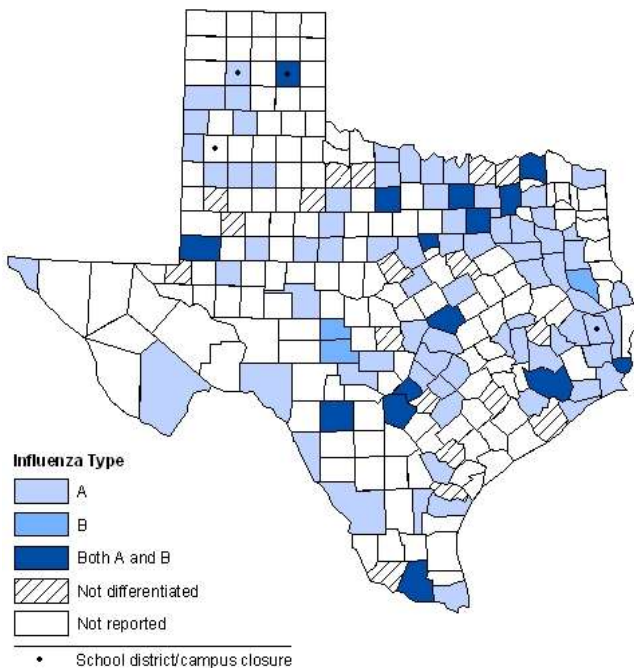 Influenza Type
A
B
Both A and B
Not differentiated
Not reported
School district/campus closure